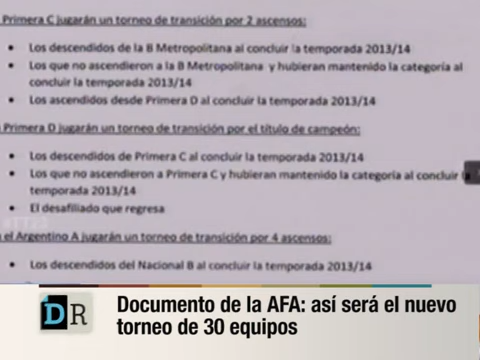 Primera C jugarán un torneo de transición por 2 ascensos:
• Los descendidos de la B Metropolitana al concluir la temporada 2013/14
• Los que no ascendieron a la B Metropolitana y hubieran mantenido la categoría al
concluir la temporada 2013/14
• Los ascendidos desde Primera D al concluir la temporada 2013/14
Primera D jugarán un torneo de transición por el título de campeón:
• Los descendidos de Primera C al concluir la temporada 2013/14
• Los que no ascendieron a Primera C y hubieran mantenido la categoría al concluir la
temporada 2013/14
• El desafiliado que regresa
el Argentino A jugarán un torneo de transición por 4 ascensos:
• Los descendidos del Nacional B al concluir la temporada 2013/14
DR
Documento de la AFA: así será el nuevo
torneo de 30 equipos